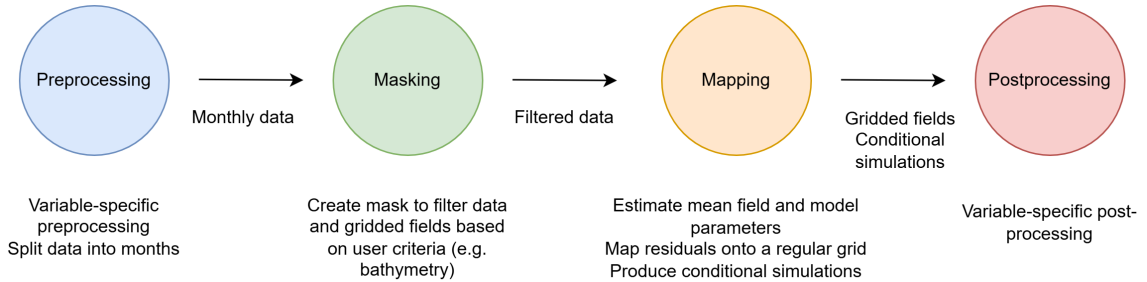 Preprocessing
Masking
Mapping
Postprocessing
Monthly data
Filtered data
Gridded fields
Conditional
simulations
Variable-specific
preprocessing
Split data into months
Create mask to filter data
and gridded fields based
on user criteria (e.g.
bathymetry)
Estimate mean field and model
parameters
Map residuals onto a regular grid
Produce conditional simulations
Variable-specific post-
processing